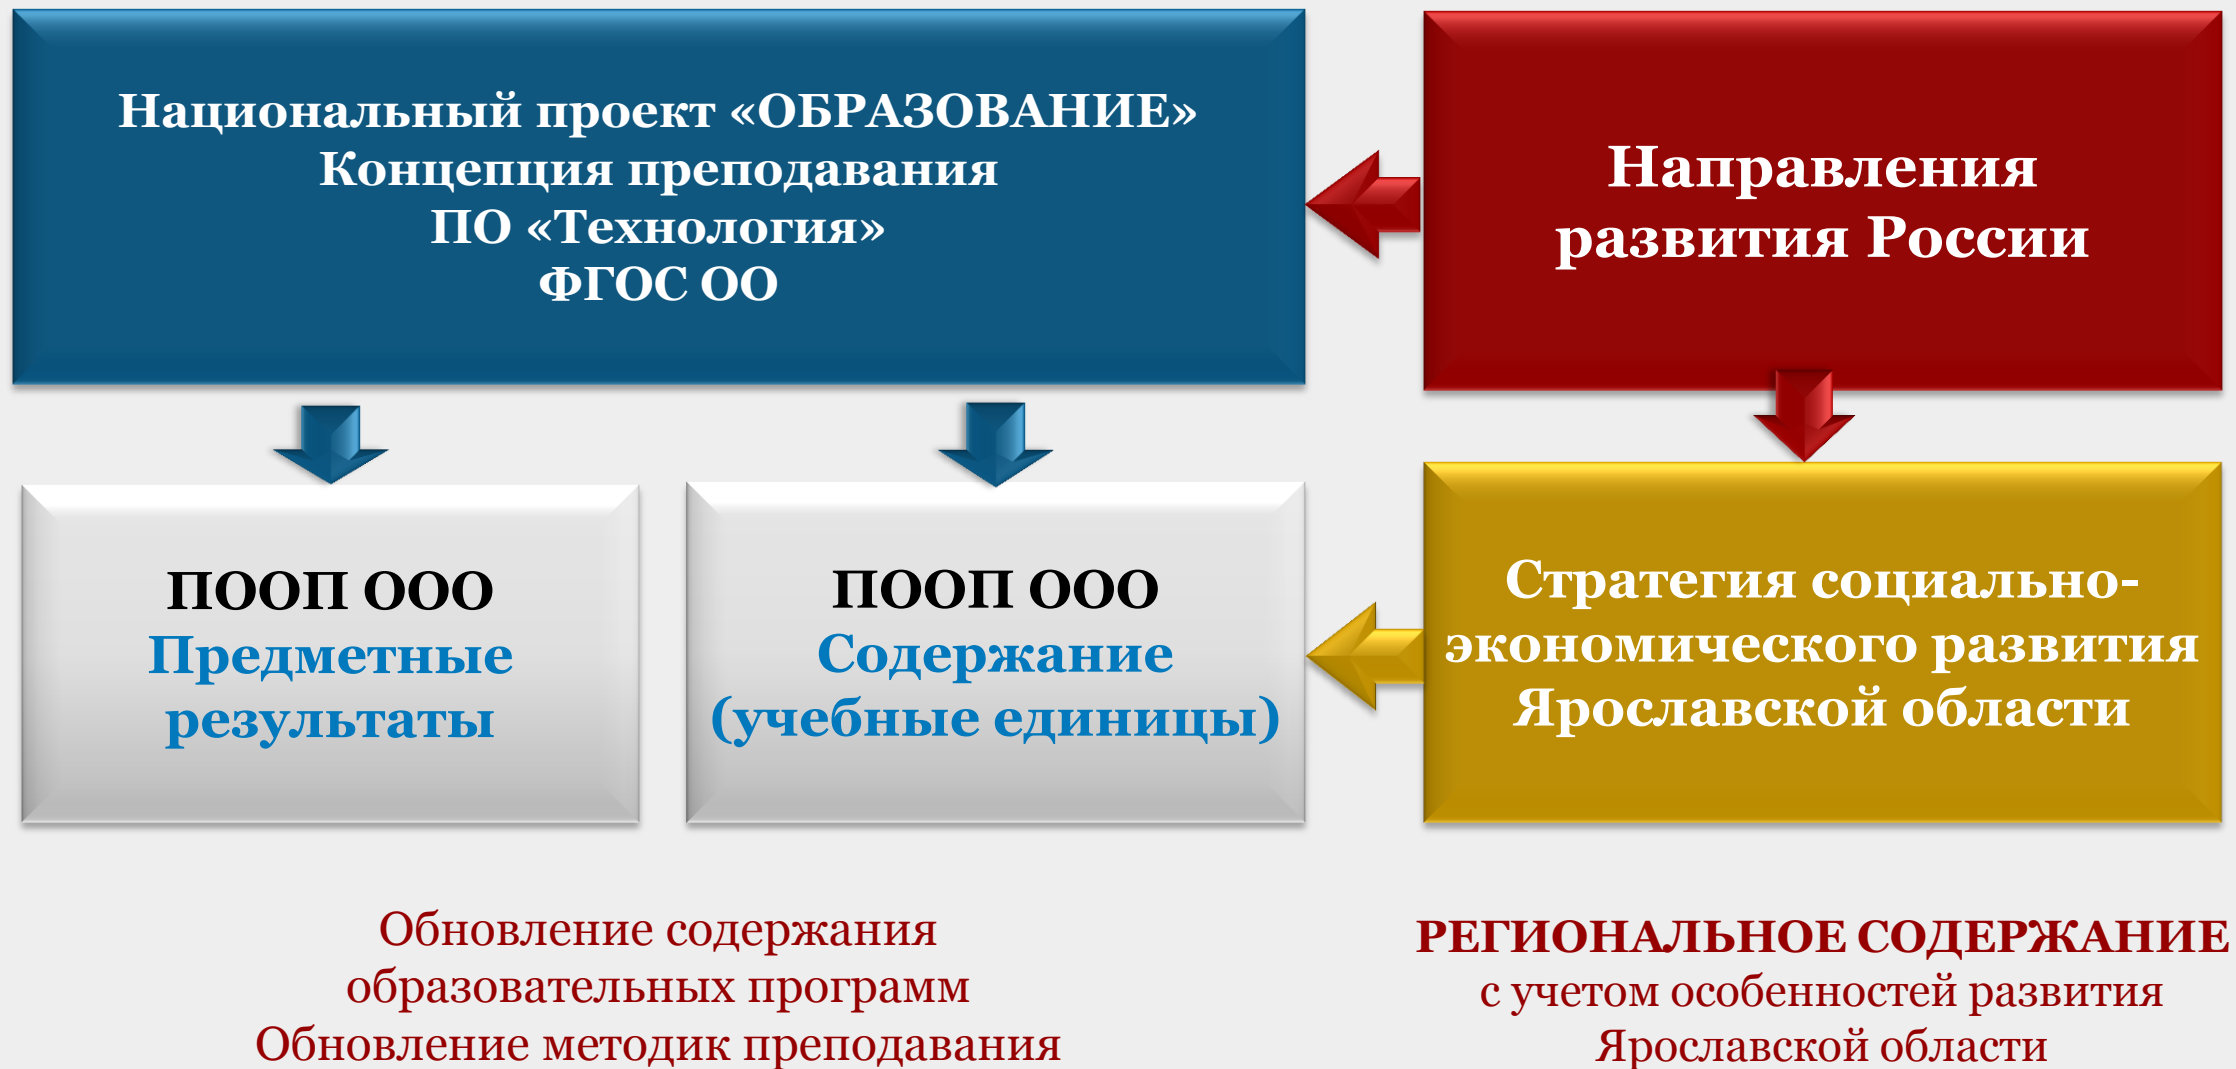 Национальный проект «ОБРАЗОВАНИЕ»
Концепция преподавания
ПО «Технология»
ФГОС ОО
Направления
развития России
ПООП ООО
Предметные
результаты
ПООП ООО
Содержание
(учебные единицы)
Стратегия социально-
экономического развития
Ярославской области
Обновление содержания
образовательных программ
Обновление методик преподавания
РЕГИОНАЛЬНОЕ СОДЕРЖАНИЕ
с учетом особенностей развития
Ярославской области